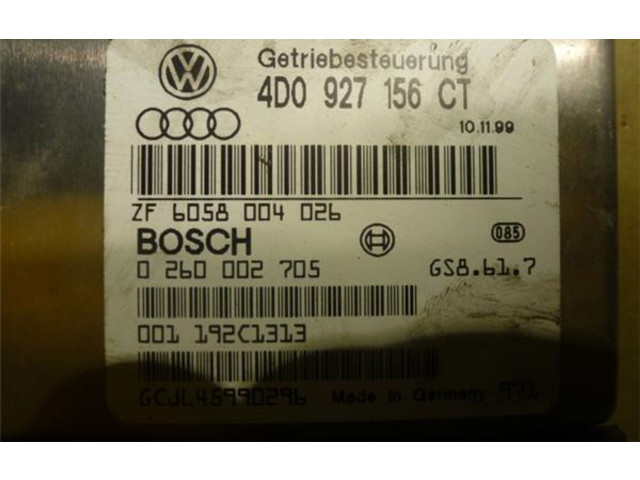 Getriebesteuerung
4D0 927 156 CT
10.11.99
ZF 6058 004 026
BOSCH
085
0 260 002 705 GS8.61.7
001 192C1313
GCJL45990296 Made in Germany 971